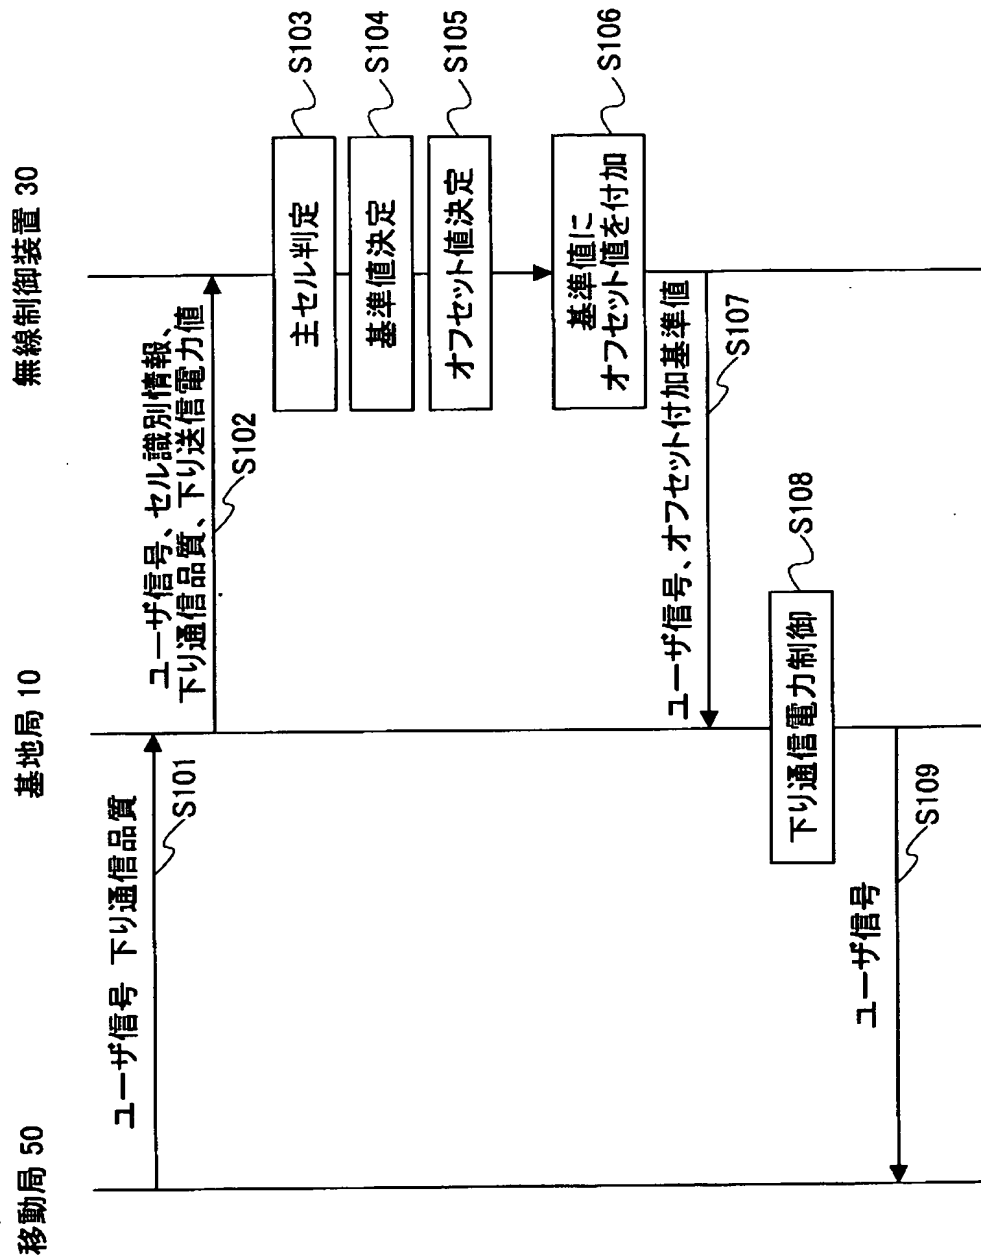 移動局 50
基地局 10
無線制御装置 30
ユーザ信号 下り通信品質
S101
ユーザ信号、セル識別情報、
下り通信品質、下り送信電力値
S102
主セル判定
S103
基準値決定
S104
オフセット値決定
S105
基準値に
オフセット値を付加
S106
ユーザ信号、オフセット付加基準値
S107
下り通信電力制御
S108
ユーザ信号
S109